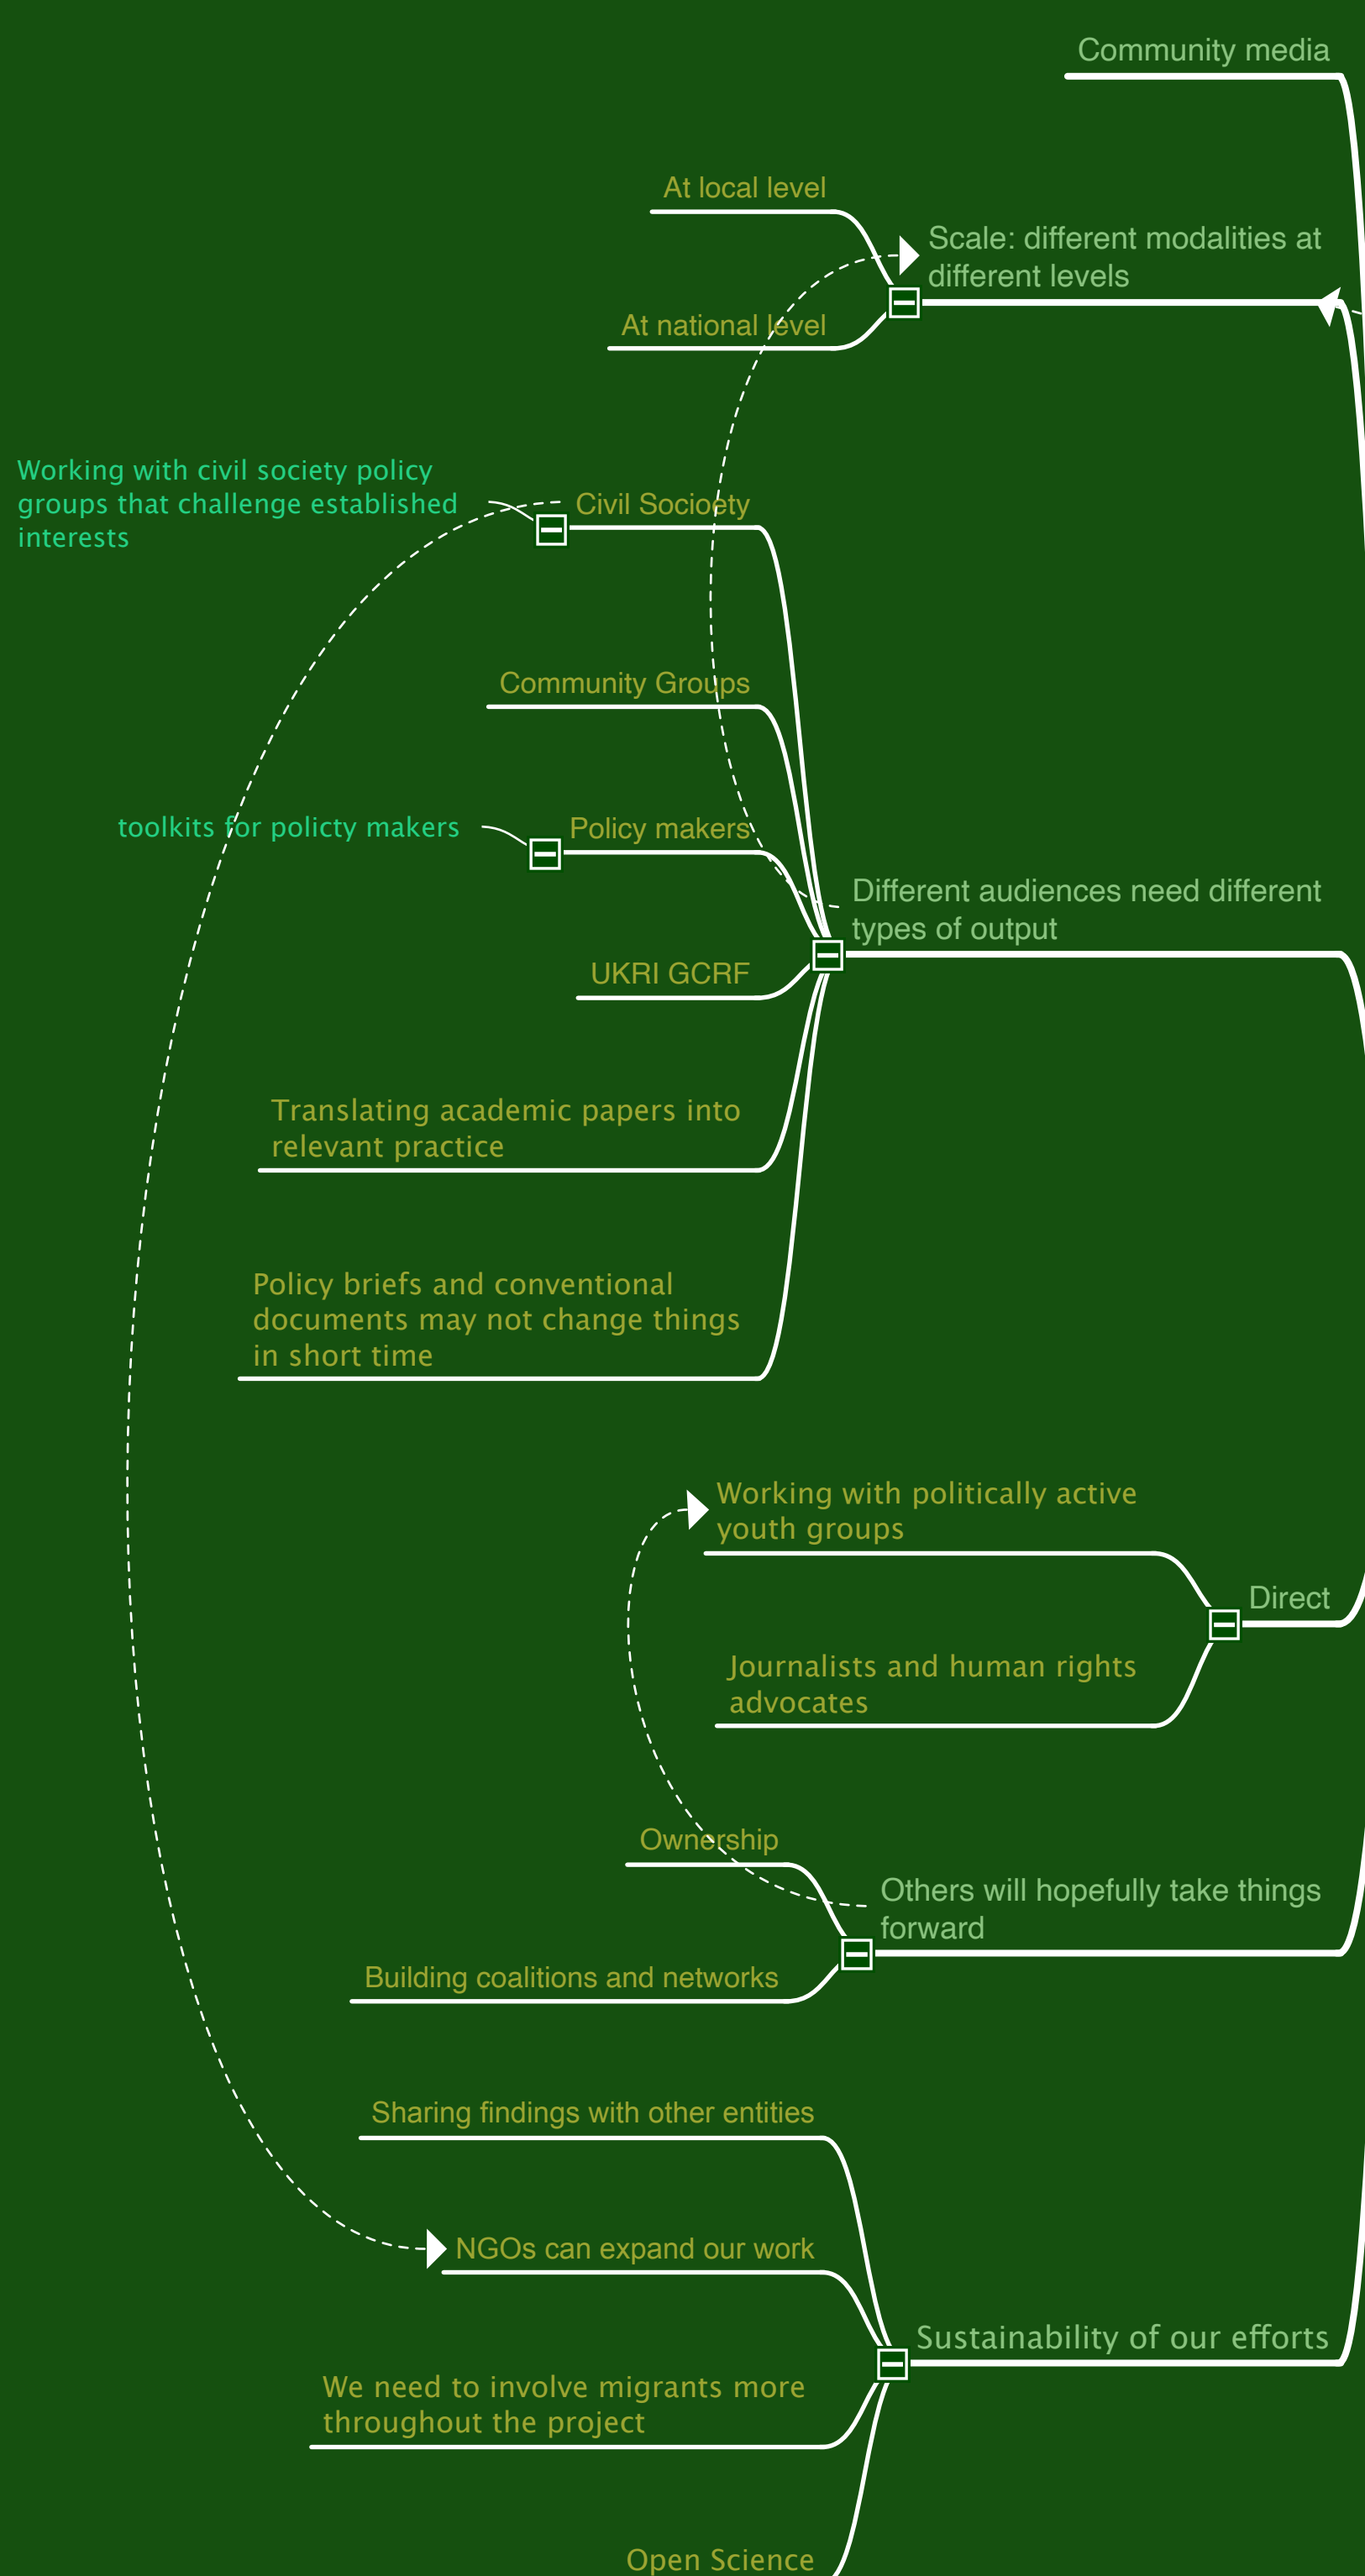 Community media
At local level
Scale: different modalities at
different levels
At national level
Working with civil society policy
groups that challenge established
interests
Civil Socioety
Community Groups
toolkits for policty makers
Policy makers
Different audiences need different
types of output
UKRI GCRF
Translating academic papers into
relevant practice
Policy briefs and conventional
documents may not change things
in short time
Working with politically active
youth groups
Direct
Journalists and human rights
advocates
Ownership
Others will hopefully take things
forward
Building coalitions and networks
Sharing findings with other entities
NGOs can expand our work
Sustainability of our efforts
We need to involve migrants more
throughout the project
Open Science